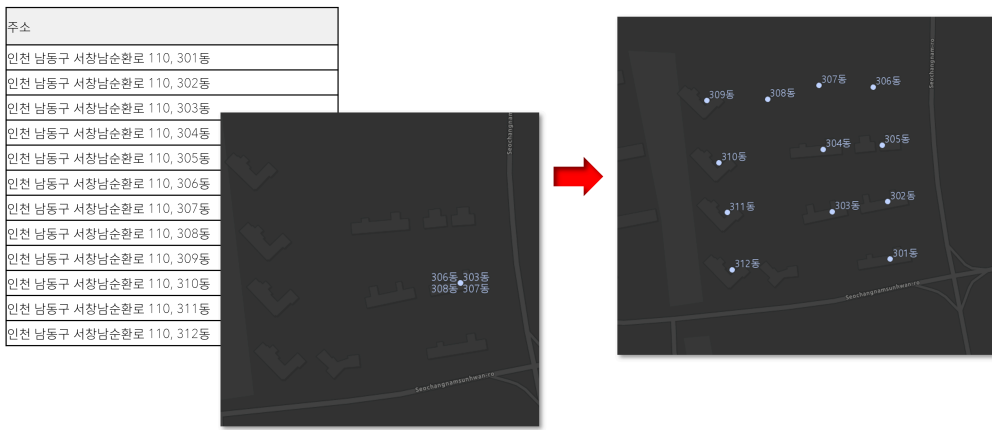 주소
인천 남동구 서창남순환로 110, 301동
인천 남동구 서창남순환로 110, 302동
인천 남동구 서창남순환로 110, 303동
인천 남동구 서창남순환로 110, 304동
인천 남동구 서창남순환로 110, 305동
인천 남동구 서창남순환로 110, 306동
인천 남동구 서창남순환로 110, 307동
인천 남동구 서창남순환로 110, 308동
인천 남동구 서창남순환로 110, 309동
인천 남동구 서창남순환로 110, 310동
인천 남동구 서창남순환로 110, 311동
인천 남동구 서창남순환로 110, 312동
Seochangnam
306동 303동
308동 307동
Seochangnamsunhwan-ro
Seochangnam-ro
307동
306동
309동
308동
305동
304동
310동
302동
311동
303동
301동
312동
Seochangnamsunhwan-ro